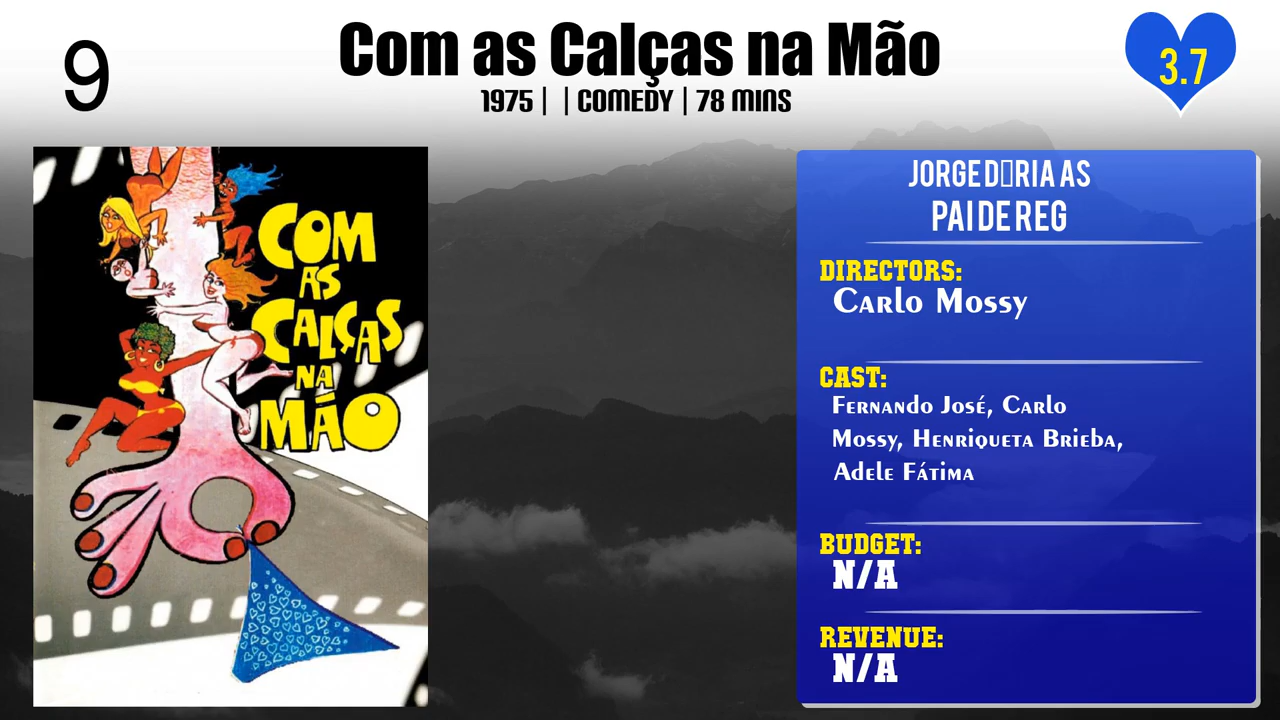 9
Com as Calças na Mão
1975 | | COMEDY | 78 MINS
3.7
COM
AS
CALÇAS
NA
MÃO
JORGE D▯RIA AS
PAI DE REG
DIRECTORS:
Carlo Mossy
CAST:
Fernando José, Carlo
Mossy, Henriqueta Brieba,
Adele Fátima
BUDGET:
N/A
REVENUE:
N/A